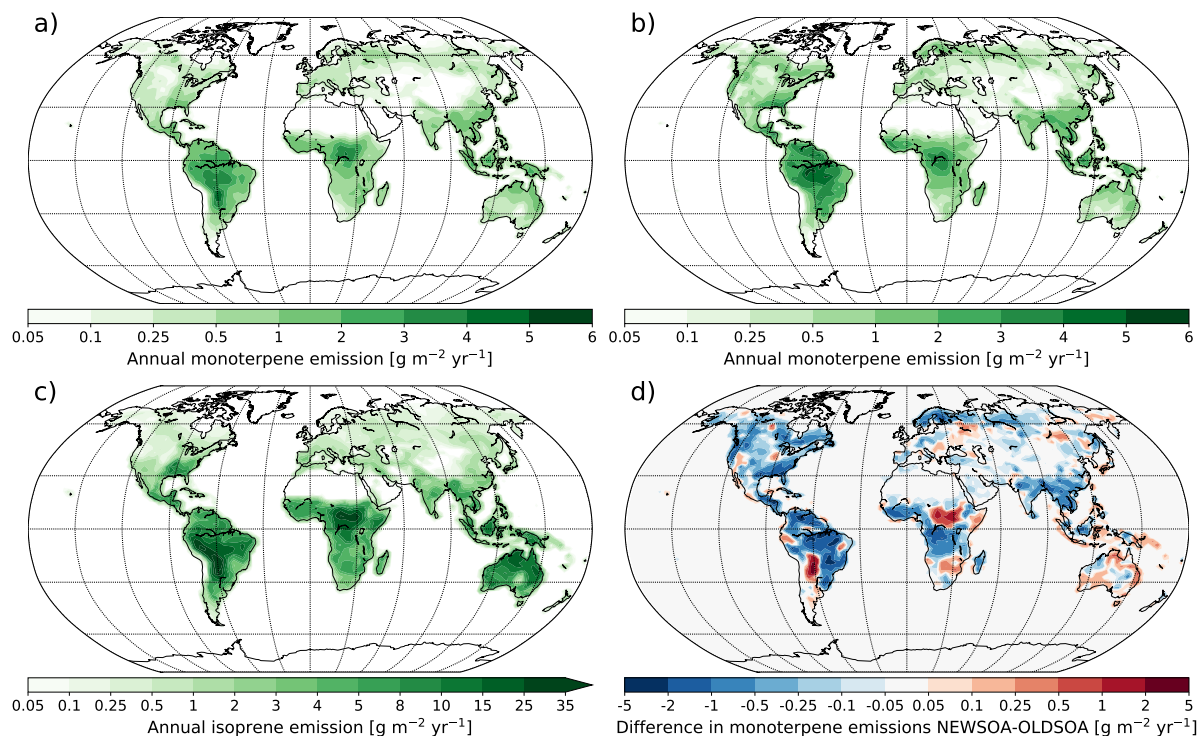 a)
b)
0.05 0.1 0.25 0.5 1 2 3 4 5 6
Annual monoterpene emission [g m⁻² yr⁻¹]
0.05 0.1 0.25 0.5 1 2 3 4 5 6
Annual monoterpene emission [g m⁻² yr⁻¹]
c)
d)
0.05 0.1 0.25 0.5 1 2 3 4 5 8 10 15 25 35
Annual isoprene emission [g m⁻² yr⁻¹]
-5 -2 -1 -0.5 -0.25 -0.1 -0.05 0.05 0.1 0.25 0.5 1 2 5
Difference in monoterpene emissions NEWSOA-OLDSOA [g m⁻² yr⁻¹]